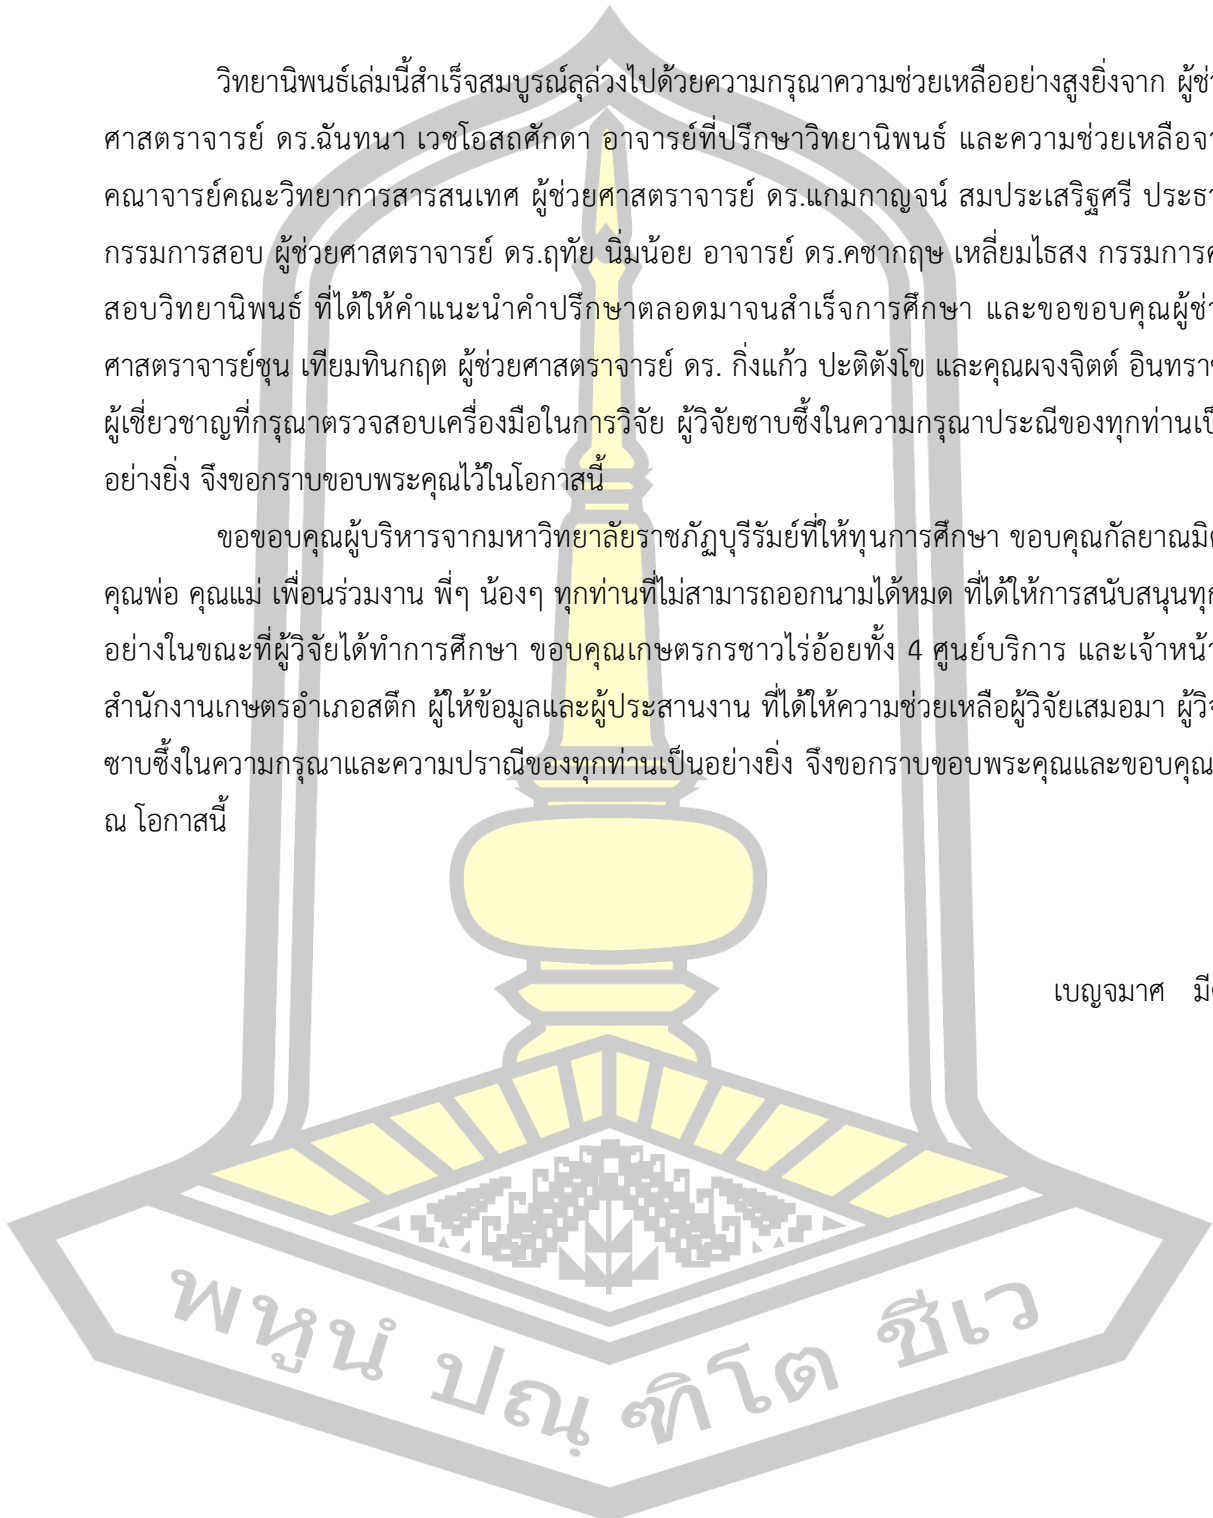 วิทยานิพนธ์เล่มนี้สำเร็จสมบูรณ์ลุล่วงไปด้วยความกรุณาความช่วยเหลืออย่างสูงยิ่งจาก ผู้ช่ว
ศาสตราจารย์ ดร.ฉันทนา เวชโอสถศักดา อาจารย์ที่ปรึกษาวิทยานิพนธ์ และความช่วยเหลือจา
คณาจารย์คณะวิทยาการสารสนเทศ ผู้ช่วยศาสตราจารย์ ดร.แกมกาญจน์ สมประเสริฐศรี ประธา
กรรมการสอบ ผู้ช่วยศาสตราจารย์ ดร.ฤทัย นิ่มน้อย อาจารย์ ดร.คชากฤษ เหลี่ยมไธสง กรรมการค
สอบวิทยานิพนธ์ ที่ได้ให้คำแนะนำคำปรึกษาตลอดมาจนสำเร็จการศึกษา และขอขอบคุณผู้ช่ว
ศาสตราจารย์ชุน เทียมทินกฤต ผู้ช่วยศาสตราจารย์ ดร. กิ่งแก้ว ปะติตังโข และคุณผจงจิตต์ อินทรา
ผู้เชี่ยวชาญที่กรุณาตรวจสอบเครื่องมือในการวิจัย ผู้วิจัยซาบซึ้งในความกรุณาประณีของทุกท่านเป็
อย่างยิ่ง จึงขอกราบขอบพระคุณไว้ในโอกาสนี้
ขอขอบคุณผู้บริหารจากมหาวิทยาลัยราชภัฏบุรีรัมย์ที่ให้ทุนการศึกษา ขอบคุณกัลยาณมิต
คุณพ่อ คุณแม่ เพื่อนร่วมงาน พี่ๆ น้องๆ ทุกท่านที่ไม่สามารถออกนามได้หมด ที่ได้ให้การสนับสนุนทุก
อย่างในขณะที่ผู้วิจัยได้ทำการศึกษา ขอบคุณเกษตรกรชาวไร่อ้อยทั้ง 4 ศูนย์บริการ และเจ้าหน้า
สำนักงานเกษตรอำเภอสตึก ผู้ให้ข้อมูลและผู้ประสานงาน ที่ได้ให้ความช่วยเหลือผู้วิจัยเสมอมา ผู้วิจ
ซาบซึ้งในความกรุณาและความปราณีของทุกท่านเป็นอย่างยิ่ง จึงขอกราบขอบพระคุณและขอบคุณ
ณ โอกาสนี้
เบญจมาศ มี
พหูนํ ปณฺฑิโต ชีเว